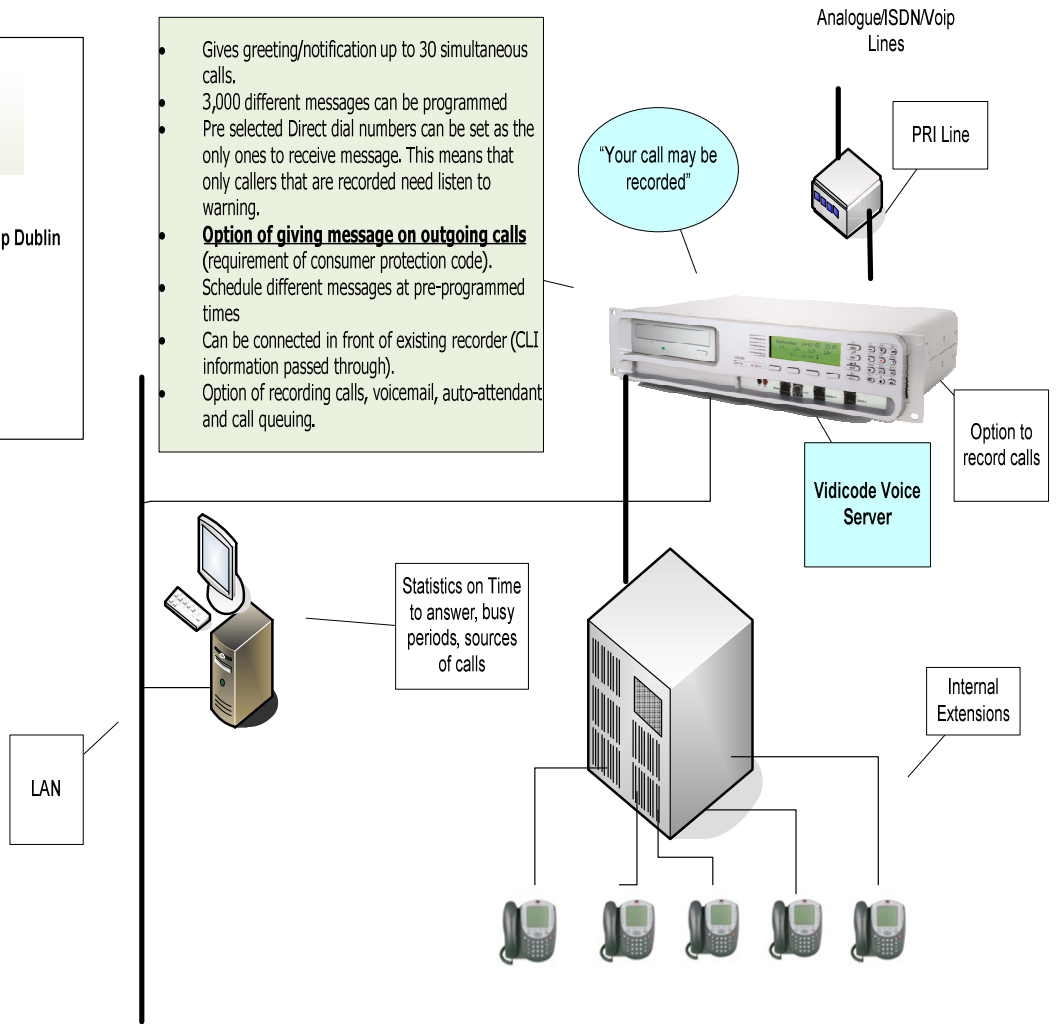 Analogue/ISDN/Voip
Lines
• Gives greeting/notification up to 30 simultaneous
calls.
• 3,000 different messages can be programmed
• Pre selected Direct dial numbers can be set as the
only ones to receive message. This means that
only callers that are recorded need listen to
warning.
• Option of giving message on outgoing calls
(requirement of consumer protection code).
• Schedule different messages at pre-programmed
times
• Can be connected in front of existing recorder (CLI
information passed through).
• Option of recording calls, voicemail, auto-attendant
and call queuing.
p Dublin
“Your call may be
recorded”
PRI Line
Option to
record calls
Vidicode Voice
Server
Statistics on Time
to answer, busy
periods, sources
of calls
Internal
Extensions
LAN